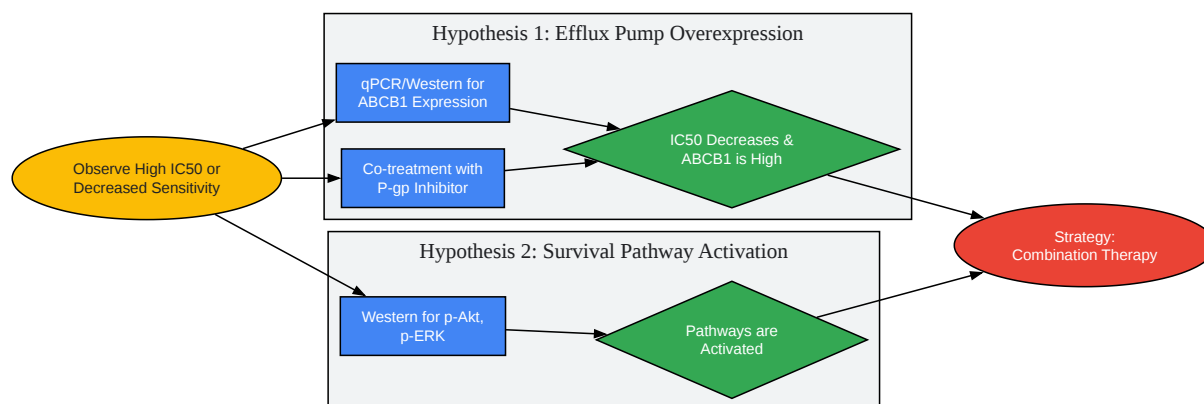 Hypothesis 1: Efflux Pump Overexpression
qPCR/Western for
ABCB1 Expression
IC50 Decreases &
ABCB1 is High
Co-treatment with
P-gp Inhibitor
Observe High IC50 or
Decreased Sensitivity
Strategy:
Combination Therapy
Hypothesis 2: Survival Pathway Activation
Western for p-Akt,
p-ERK
Pathways are
Activated